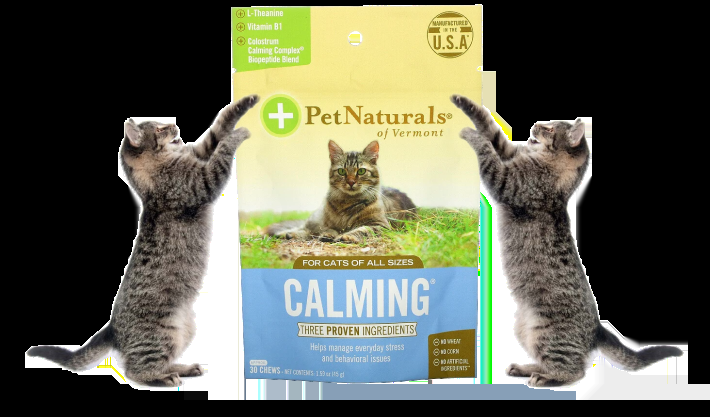 L-Theanine
Vitamin B1
Colostrum
Calming Complex®
Biopeptide Blend
MANUFACTURED
IN THE
U.S.A
PetNaturals®
of Vermont
FOR CATS OF ALL SIZES
CALMING®
THREE PROVEN INGREDIENTS
Helps manage everyday stress
and behavioral issues
NO WHEAT
NO CORN
NO ARTIFICIAL
INGREDIENTS
30 CHEWS